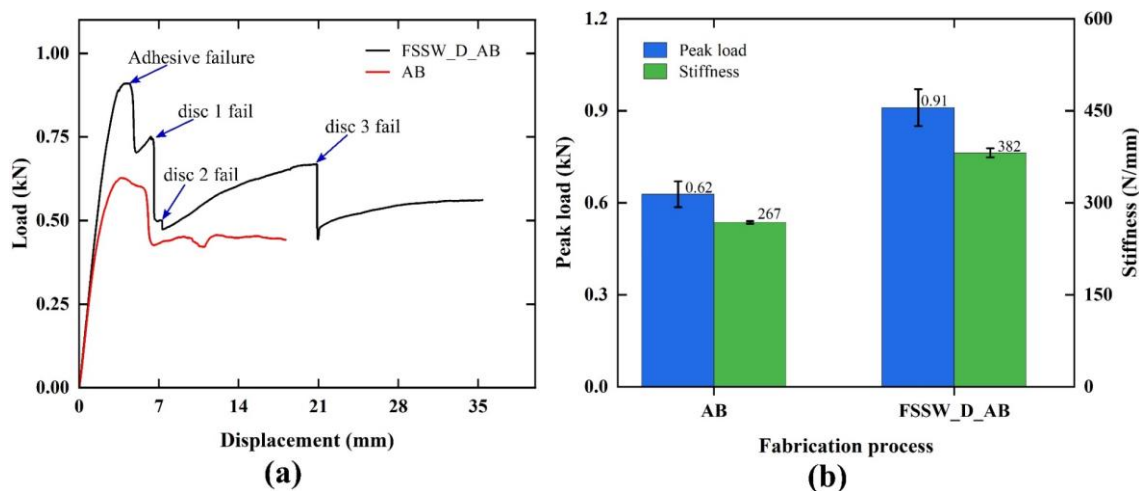 1.00
0.75
0.50
0.25
0.00
Load (kN)
Adhesive failure
disc 1 fail
disc 2 fail
disc 3 fail
FSSW_D_AB
AB
0 7 14 21 28 35
Displacement (mm)
(a)
1.2
0.9
0.6
0.3
0.0
Peak load (kN)
Peak load
Stiffness
0.62
267
0.91
382
600
450
300
150
0
Stiffness (N/mm)
AB FSSW_D_AB
Fabrication process
(b)